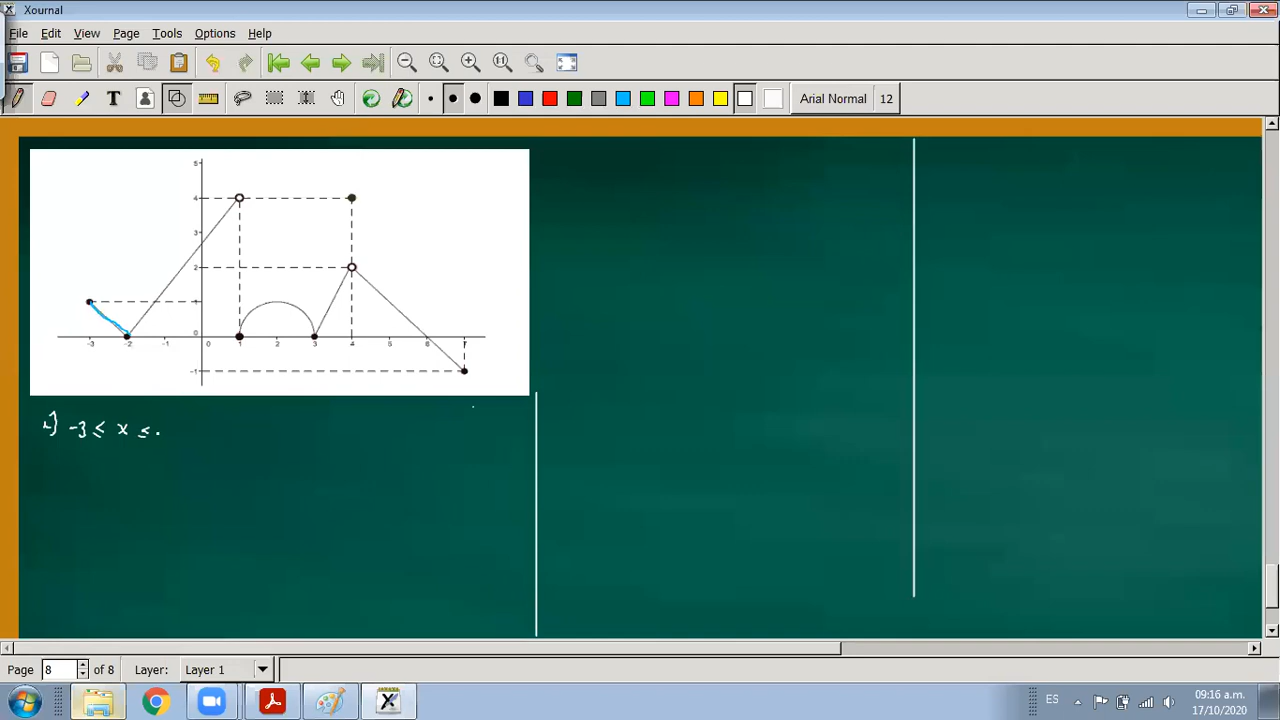 Xournal
File Edit View Page Tools Options Help
Arial Normal 12
5
4
3
2
1
0
-1
-3 -2 -1 0 1 2 3 4 5 6 7
-3 ≤ x ≤
Page 8 of 8 Layer: Layer 1
ES 09:16 a.m.
17/10/2020